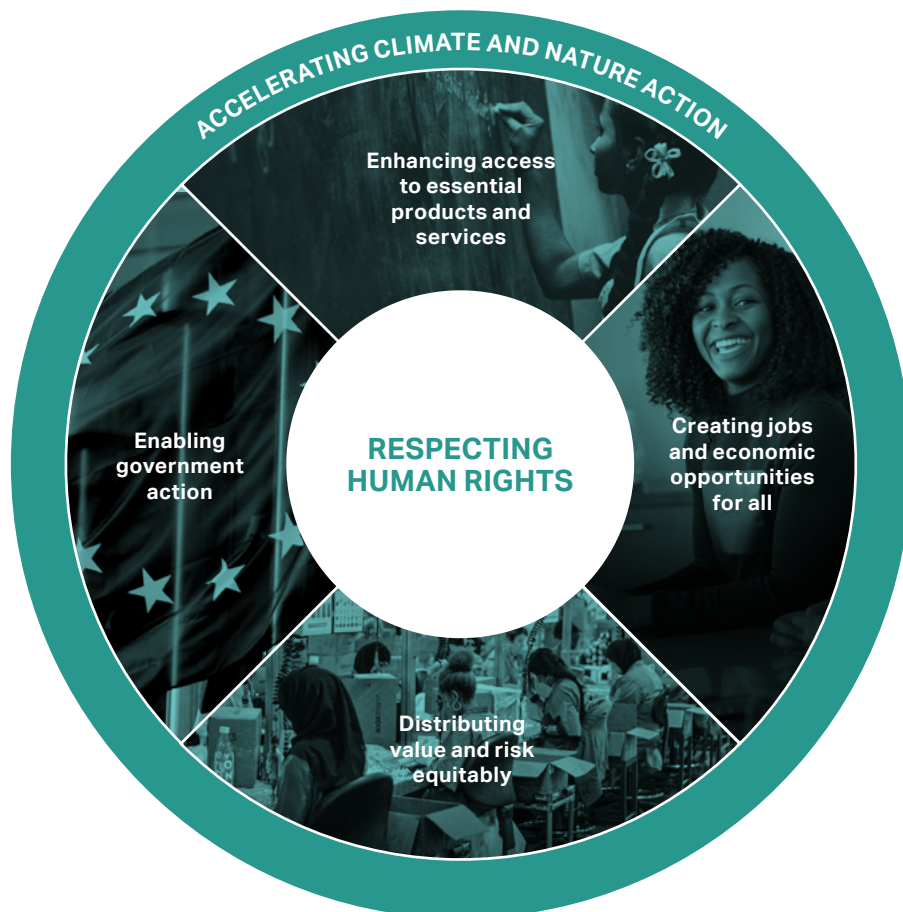 ACCELERATING CLIMATE AND NATURE ACTION
Enhancing access
to essential
products and
services
Enabling
government
action
RESPECTING
HUMAN RIGHTS
Creating jobs
and economic
opportunities
for all
Distributing
value and risk
equitably